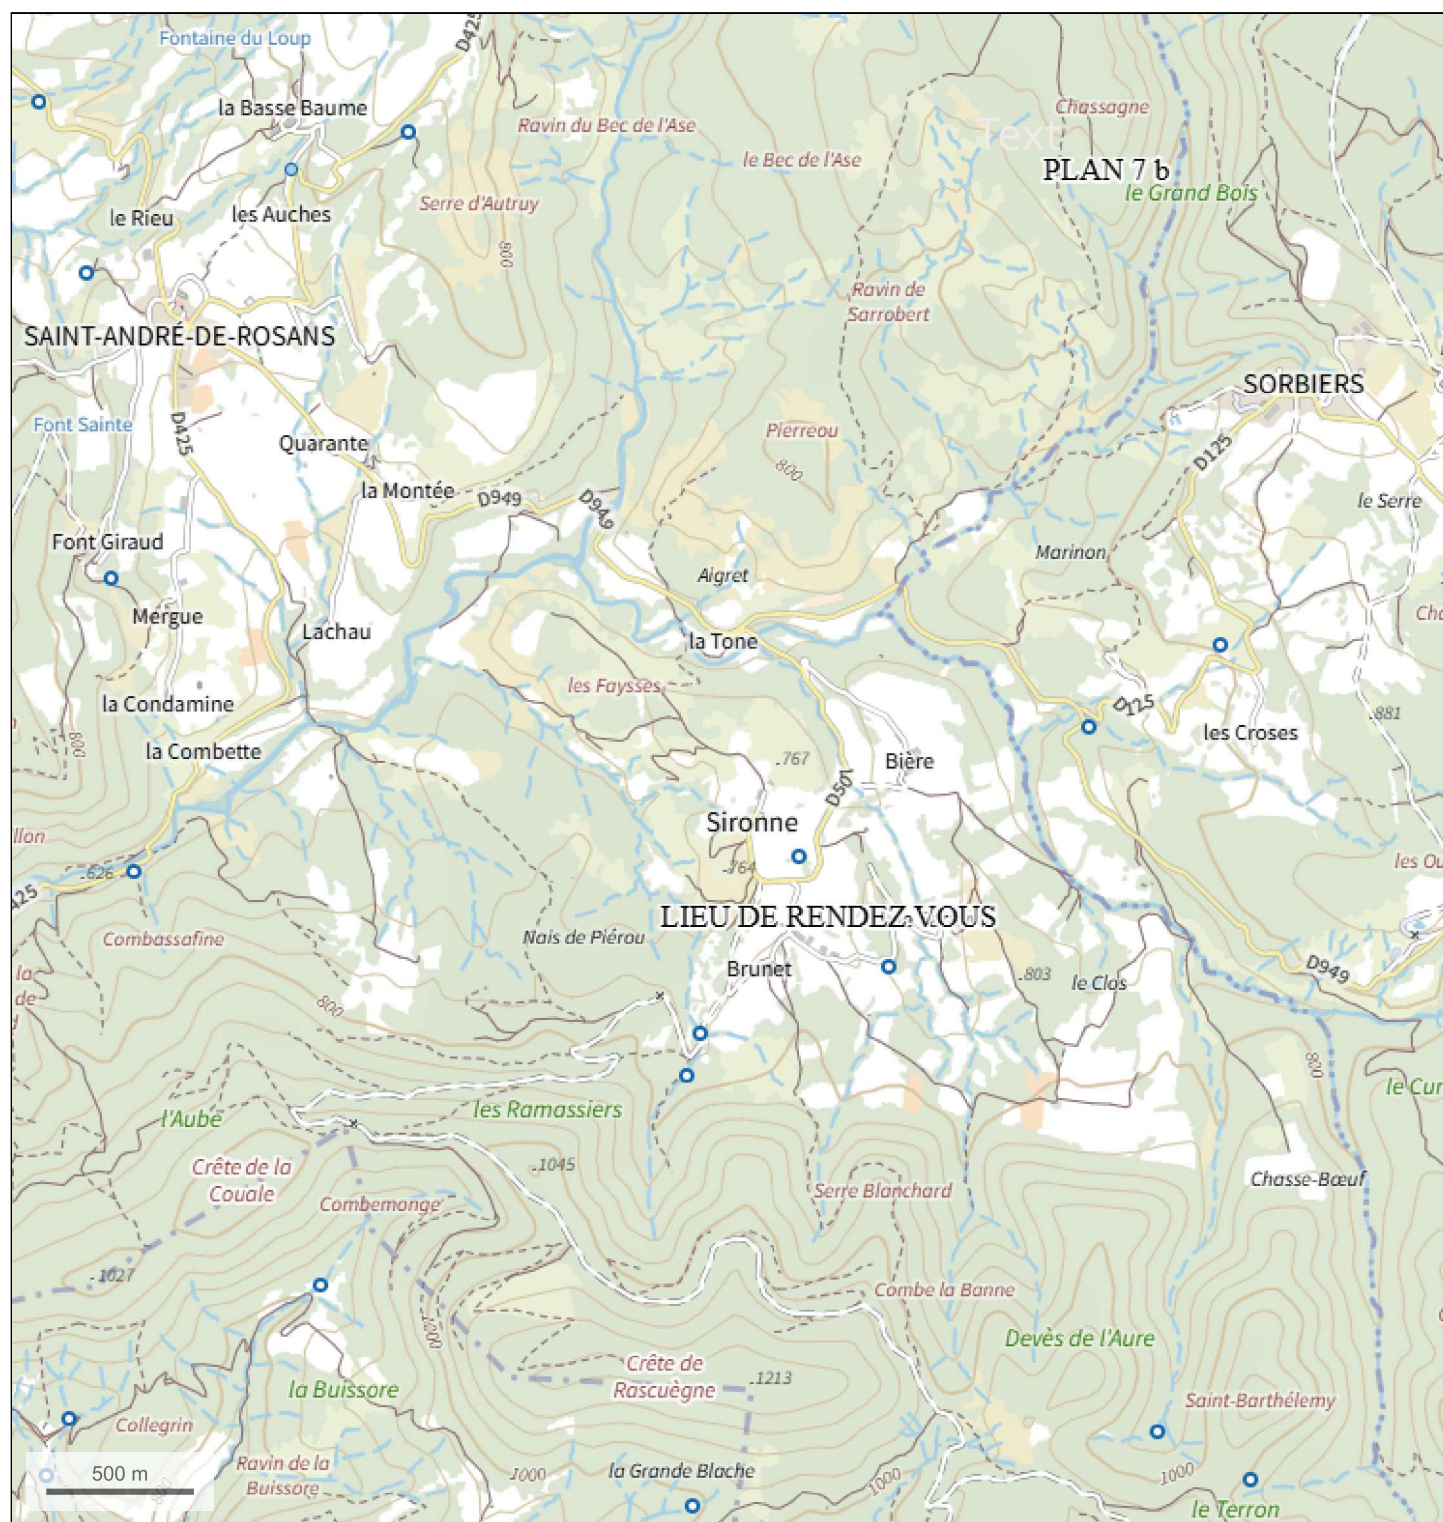 Fontaine du Loup
D425
la Basse Baume
Ravin du Bec de l'Ase
Chassagne
Text
le Bec de l'Ase
PLAN 7 b
le Grand Bois
Serre d'Autruy
le Rieu
les Auches
800
Ravin de
Sarrobert
SAINT-ANDRÉ-DE-ROSANS
SORBIERS
Font Sainte
D425
Quarante
Pierreou
800
D125
la Montée
D949
D949
le Serre
Font Giraud
Aigret
Marinon
Mergue
Lachau
la Tone
les Faysses
la Condamine
D125
881
800
la Combette
767
Bière
les Croses
D501
Sironne
llon
764
les Ou
626
425
LIEU DE RENDEZ-VOUS
Combassafine
Nais de Piérou
la
de
d
Brunet
803
le Clos
D949
800
800
l'Aube
les Ramassiers
le Cur
Crête de la
Couale
1045
Combemonge
Serre Blanchard
Chasse-Bœuf
1027
Combe la Banne
1000
Devès de l'Aure
Crête de
Rascuègne
1213
la Buissore
Saint-Barthélemy
Collegrin
Ravin de la
Buissore
500 m
800
1000
la Grande Blache
1000
1000
le Terron